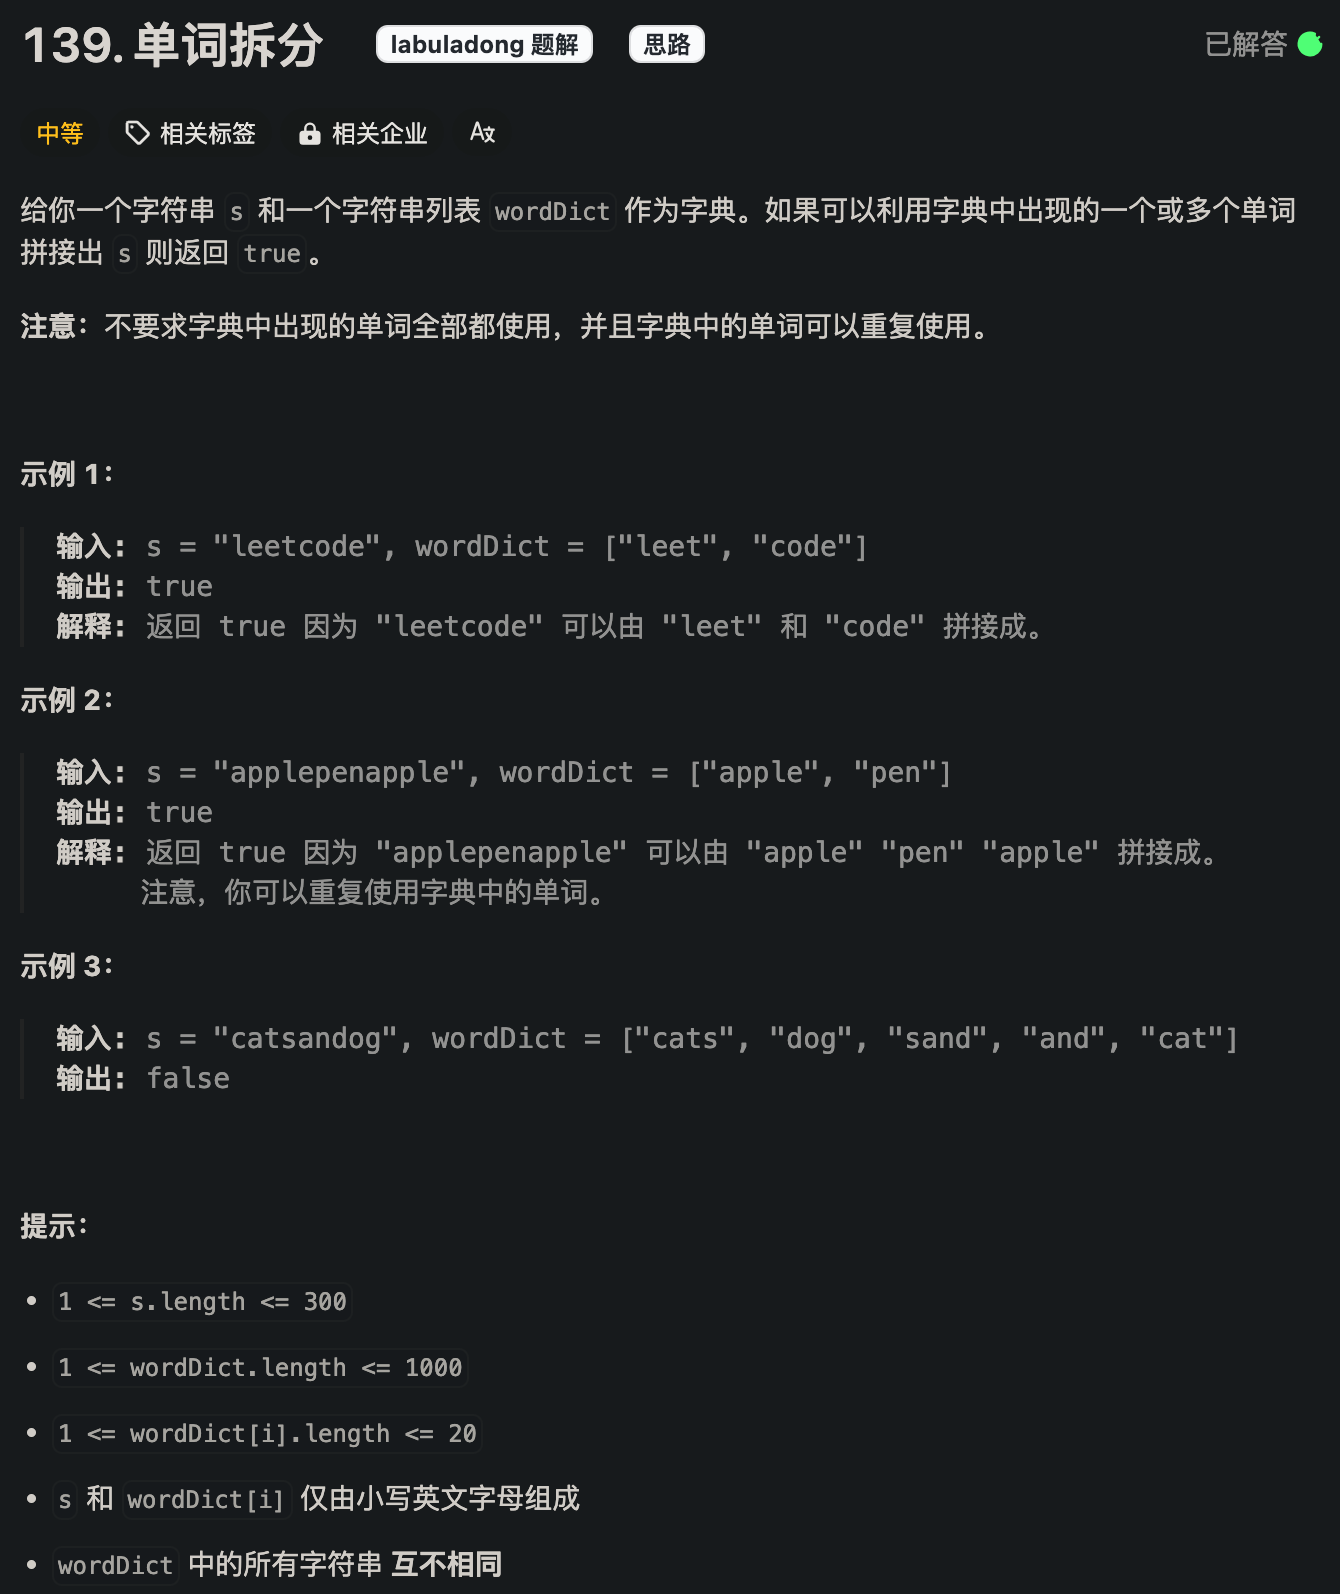 139. 单词拆分 labuladong 题解 思路 已解答
中等 相关标签 相关企业
给你一个字符串 s 和一个字符串列表 wordDict 作为字典。如果可以利用字典中出现的一个或多个单词
拼接出 s 则返回 true。
注意：不要求字典中出现的单词全部都使用，并且字典中的单词可以重复使用。
示例 1：
输入: s = "leetcode", wordDict = ["leet", "code"]
输出: true
解释: 返回 true 因为 "leetcode" 可以由 "leet" 和 "code" 拼接成。
示例 2：
输入: s = "applepenapple", wordDict = ["apple", "pen"]
输出: true
解释: 返回 true 因为 "applepenapple" 可以由 "apple" "pen" "apple" 拼接成。
注意，你可以重复使用字典中的单词。
示例 3：
输入: s = "catsandog", wordDict = ["cats", "dog", "sand", "and", "cat"]
输出: false
提示：
• 1 <= s.length <= 300
• 1 <= wordDict.length <= 1000
• 1 <= wordDict[i].length <= 20
• s 和 wordDict[i] 仅由小写英文字母组成
• wordDict 中的所有字符串 互不相同